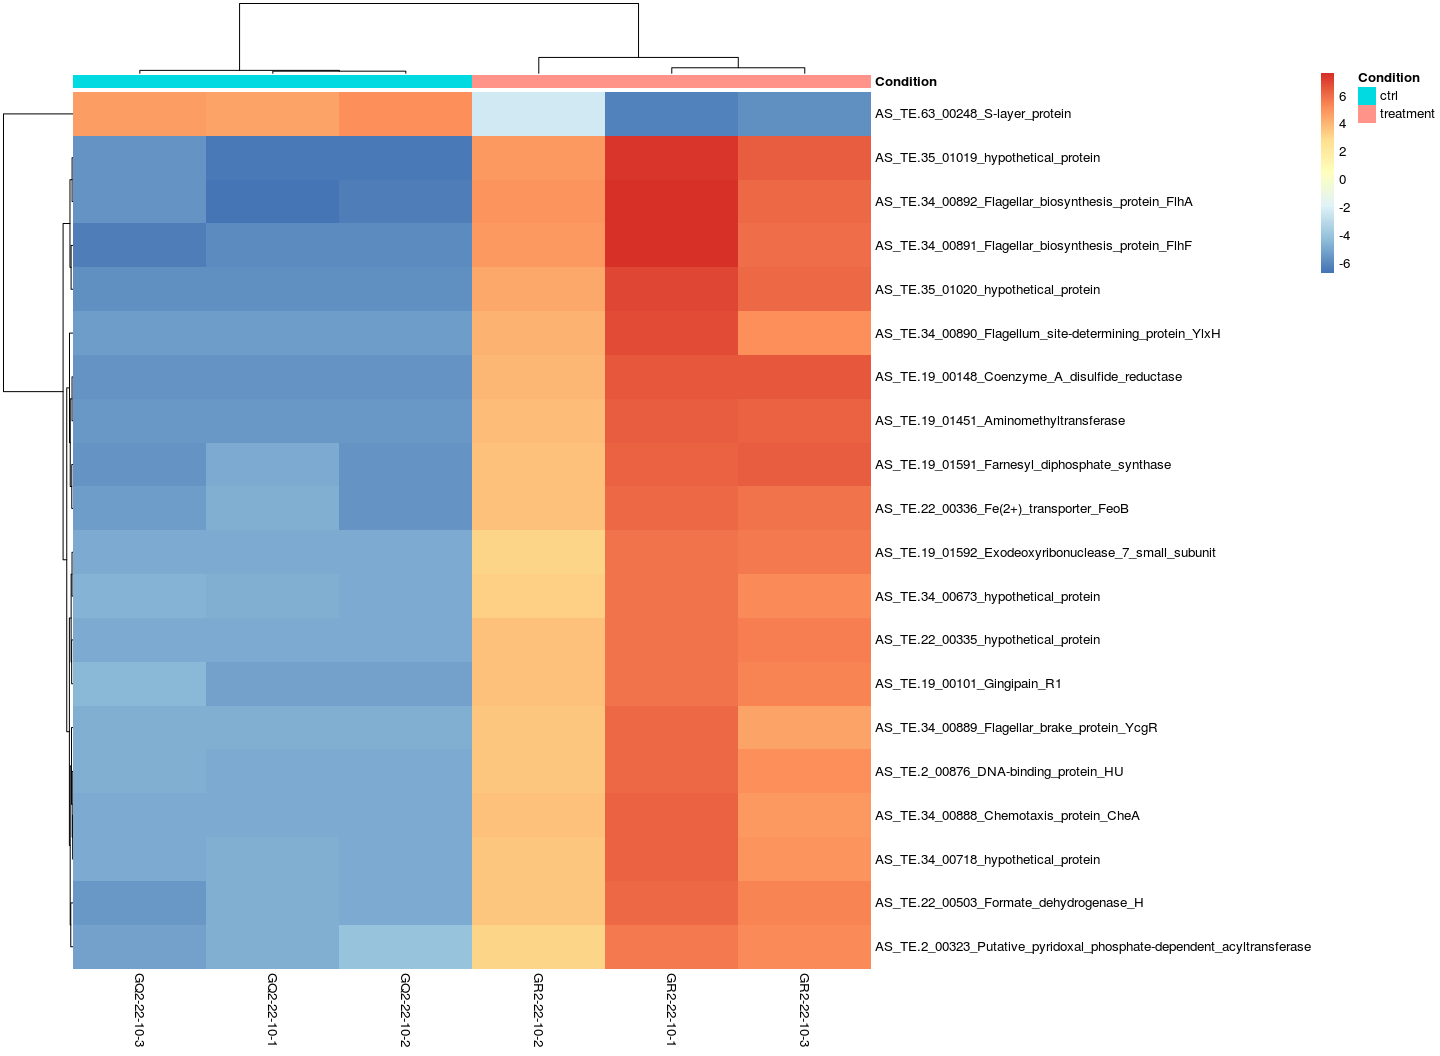 Condition
AS_TE.63_00248_S-layer_protein
AS_TE.35_01019_hypothetical_protein
AS_TE.34_00892_Flagellar_biosynthesis_protein_FlhA
AS_TE.34_00891_Flagellar_biosynthesis_protein_FlhF
AS_TE.35_01020_hypothetical_protein
AS_TE.34_00890_Flagellum_site-determining_protein_YlxH
AS_TE.19_00148_Coenzyme_A_disulfide_reductase
AS_TE.19_01451_Aminomethyltransferase
AS_TE.19_01591_Farnesyl_diphosphate_synthase
AS_TE.22_00336_Fe(2+)_transporter_FeoB
AS_TE.19_01592_Exodeoxyribonuclease_7_small_subunit
AS_TE.34_00673_hypothetical_protein
AS_TE.22_00335_hypothetical_protein
AS_TE.19_00101_Gingipain_R1
AS_TE.34_00889_Flagellar_brake_protein_YcgR
AS_TE.2_00876_DNA-binding_protein_HU
AS_TE.34_00888_Chemotaxis_protein_CheA
AS_TE.34_00718_hypothetical_protein
AS_TE.22_00503_Formate_dehydrogenase_H
AS_TE.2_00323_Putative_pyridoxal_phosphate-dependent_acyltransferase
GQ2-22-10-3
GQ2-22-10-1
GQ2-22-10-2
GR2-22-10-2
GR2-22-10-1
GR2-22-10-3
6
4
2
0
-2
-4
-6
Condition
ctrl
treatment